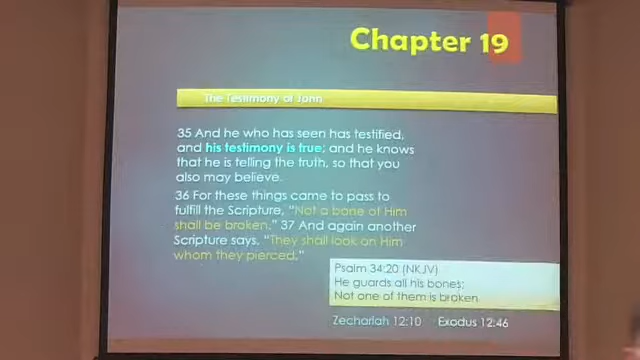 Chapter 19
The Testimony of John
35 And he who has seen has testified,
and his testimony is true; and he knows
that he is telling the truth, so that you
also may believe.
36 For these things came to pass to
fulfill the Scripture, “Not a bone of Him
shall be broken.” 37 And again another
Scripture says, “They shall look on Him
whom they pierced.”
Psalm 34:20 (NKJV)
He guards all his bones;
Not one of them is broken
Zechariah 12:10 Exodus 12:46